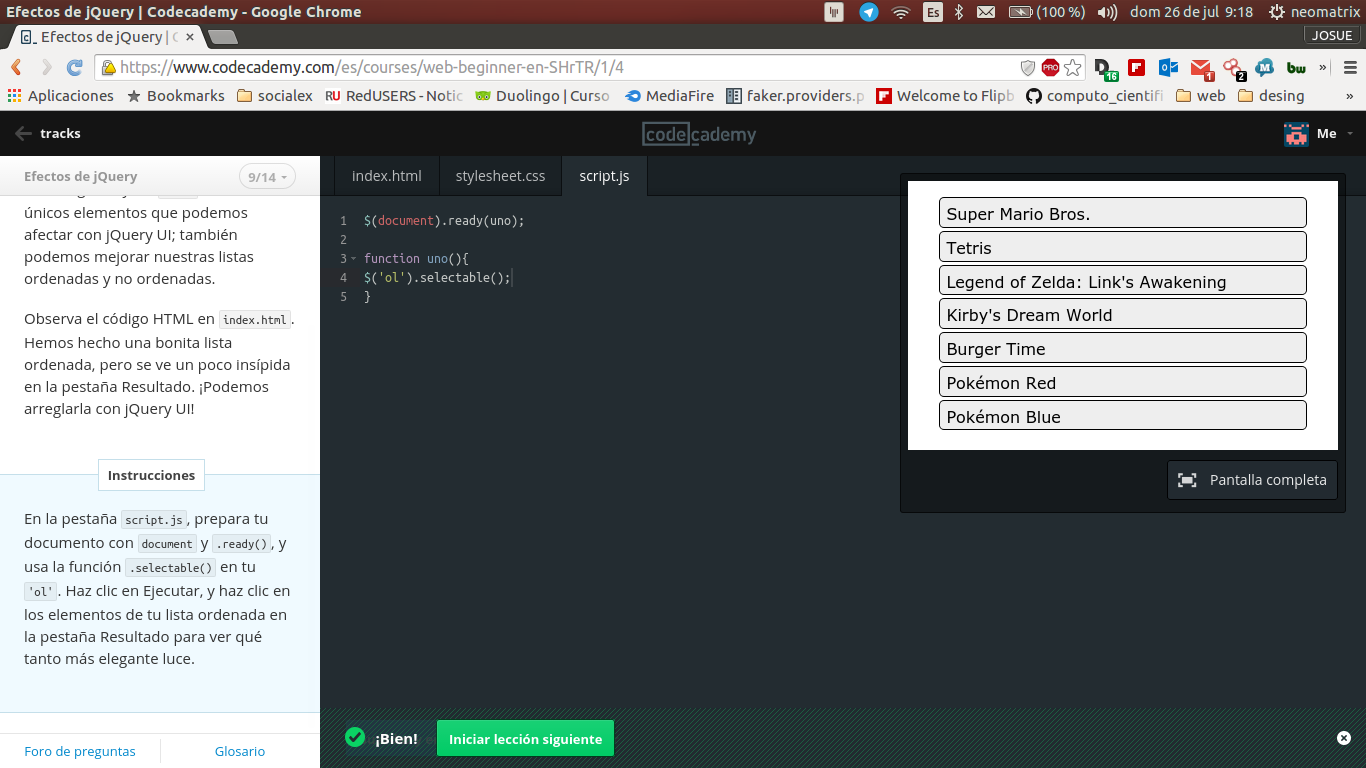 Efectos de jQuery | Codecademy - Google Chrome
Es
(100 %)
dom 26 de jul 9:18
neomatrix
Efectos de jQuery |
JOSUE
https://www.codecademy.com/es/courses/web-beginner-en-SHrTR/1/4
PRO
16
1
2
bw
»
Aplicaciones
Bookmarks
socialex
RU RedUSERS - Notic
Duolingo | Curso
MediaFire
faker.providers.p
Welcome to Flipb
computo_cientifi
web
desing
»
tracks
codecademy
Me
Efectos de jQuery
9/14
únicos elementos que podemos
afectar con jQuery UI; también
podemos mejorar nuestras listas
ordenadas y no ordenadas.
Observa el código HTML en index.html.
Hemos hecho una bonita lista
ordenada, pero se ve un poco insípida
en la pestaña Resultado. ¡Podemos
arreglarla con jQuery UI!
Instrucciones
En la pestaña script.js, prepara tu
documento con document y .ready(), y
usa la función .selectable() en tu
'ol'. Haz clic en Ejecutar, y haz clic en
los elementos de tu lista ordenada en
la pestaña Resultado para ver qué
tanto más elegante luce.
Foro de preguntas
Glosario
index.html
stylesheet.css
script.js
1 $(document).ready(uno);
2
3 function uno(){
4 $('ol').selectable();
5 }
Super Mario Bros.
Tetris
Legend of Zelda: Link's Awakening
Kirby's Dream World
Burger Time
Pokémon Red
Pokémon Blue
Pantalla completa
¡Bien!
Iniciar lección siguiente